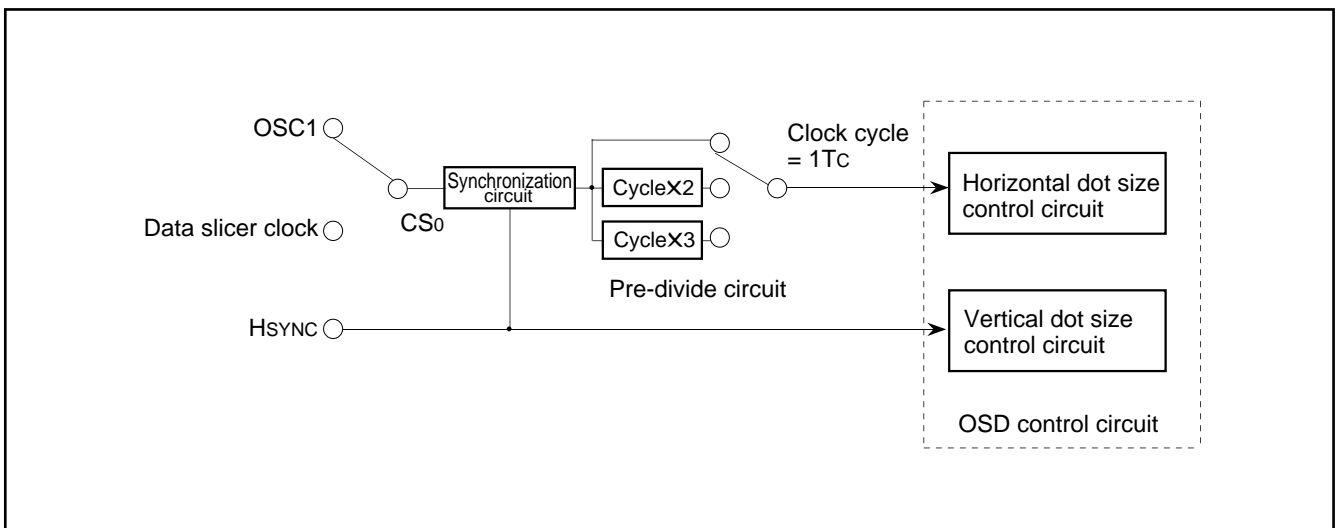 OSC1
Data slicer clock
HSYNC
CS0
Synchronization
circuit
Cycle×2
Cycle×3
Pre-divide circuit
Clock cycle
= 1TC
Horizontal dot size
control circuit
Vertical dot size
control circuit
OSD control circuit